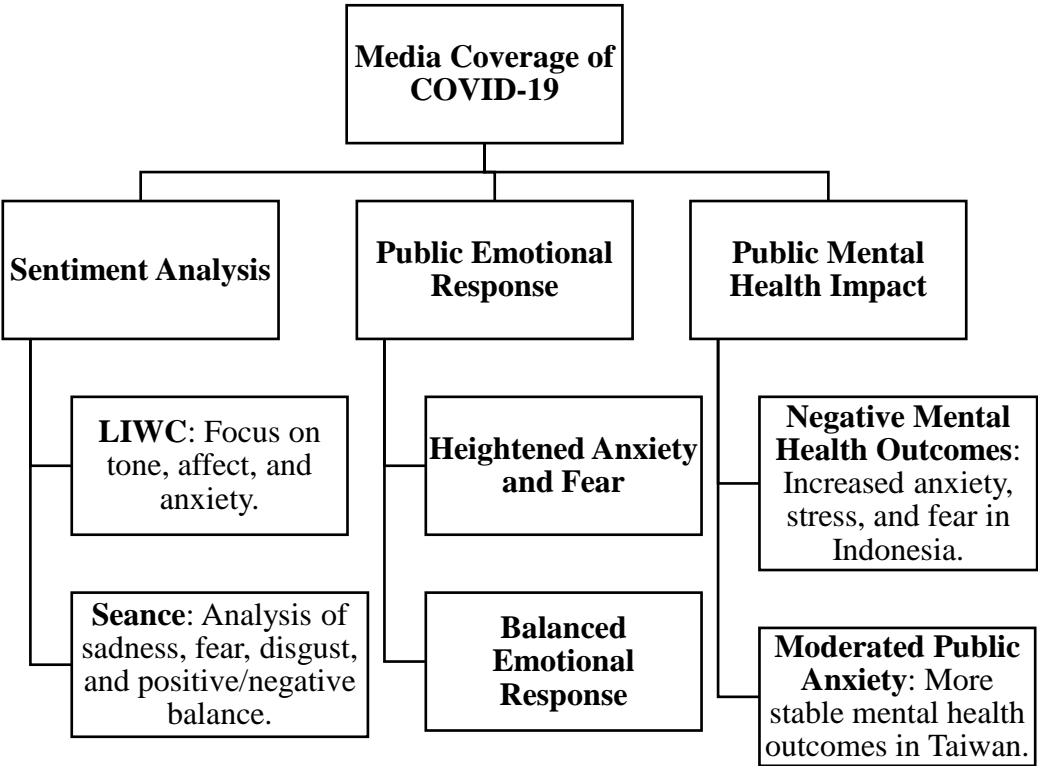 Media Coverage of
COVID-19
Sentiment Analysis
Public Emotional
Response
Public Mental
Health Impact
LIWC: Focus on
tone, affect, and
anxiety.
Seance: Analysis of
sadness, fear, disgust,
and positive/negative
balance.
Heightened Anxiety
and Fear
Balanced
Emotional
Response
Negative Mental
Health Outcomes:
Increased anxiety,
stress, and fear in
Indonesia.
Moderated Public
Anxiety: More
stable mental health
outcomes in Taiwan.